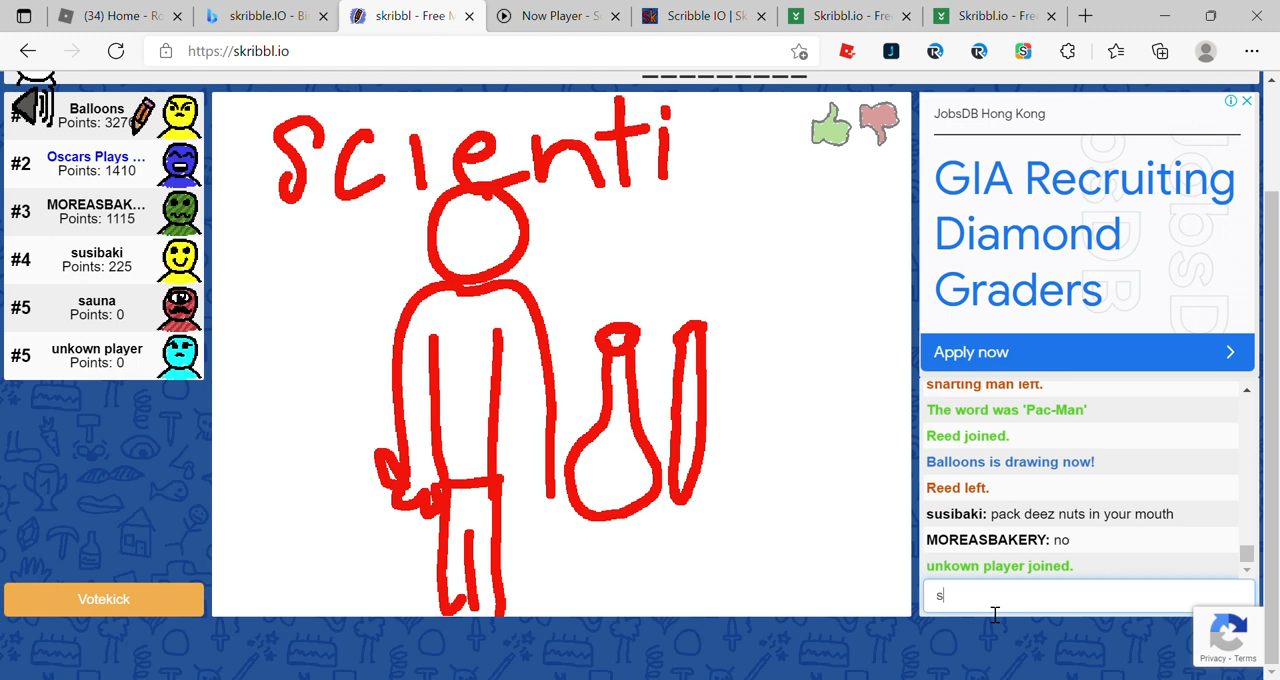 (34) Home - Ro
skribble.IO - Bi
skribbl - Free M
Now Player - S
Scribble IO | Sk
Skribbl.io - Fre
Skribbl.io - Fre
https://skribbl.io
Balloons
Points: 3276
#2 Oscars Plays ...
Points: 1410
#3 MOREASBAK...
Points: 1115
#4 susibaki
Points: 225
#5 sauna
Points: 0
#5 unkown player
Points: 0
Votekick
scienti
JobsDB Hong Kong
GIA Recruiting
Diamond
Graders
Apply now
snarting man left.
The word was 'Pac-Man'
Reed joined.
Balloons is drawing now!
Reed left.
susibaki: pack deez nuts in your mouth
MOREASBAKERY: no
unkown player joined.
s
Privacy - Terms